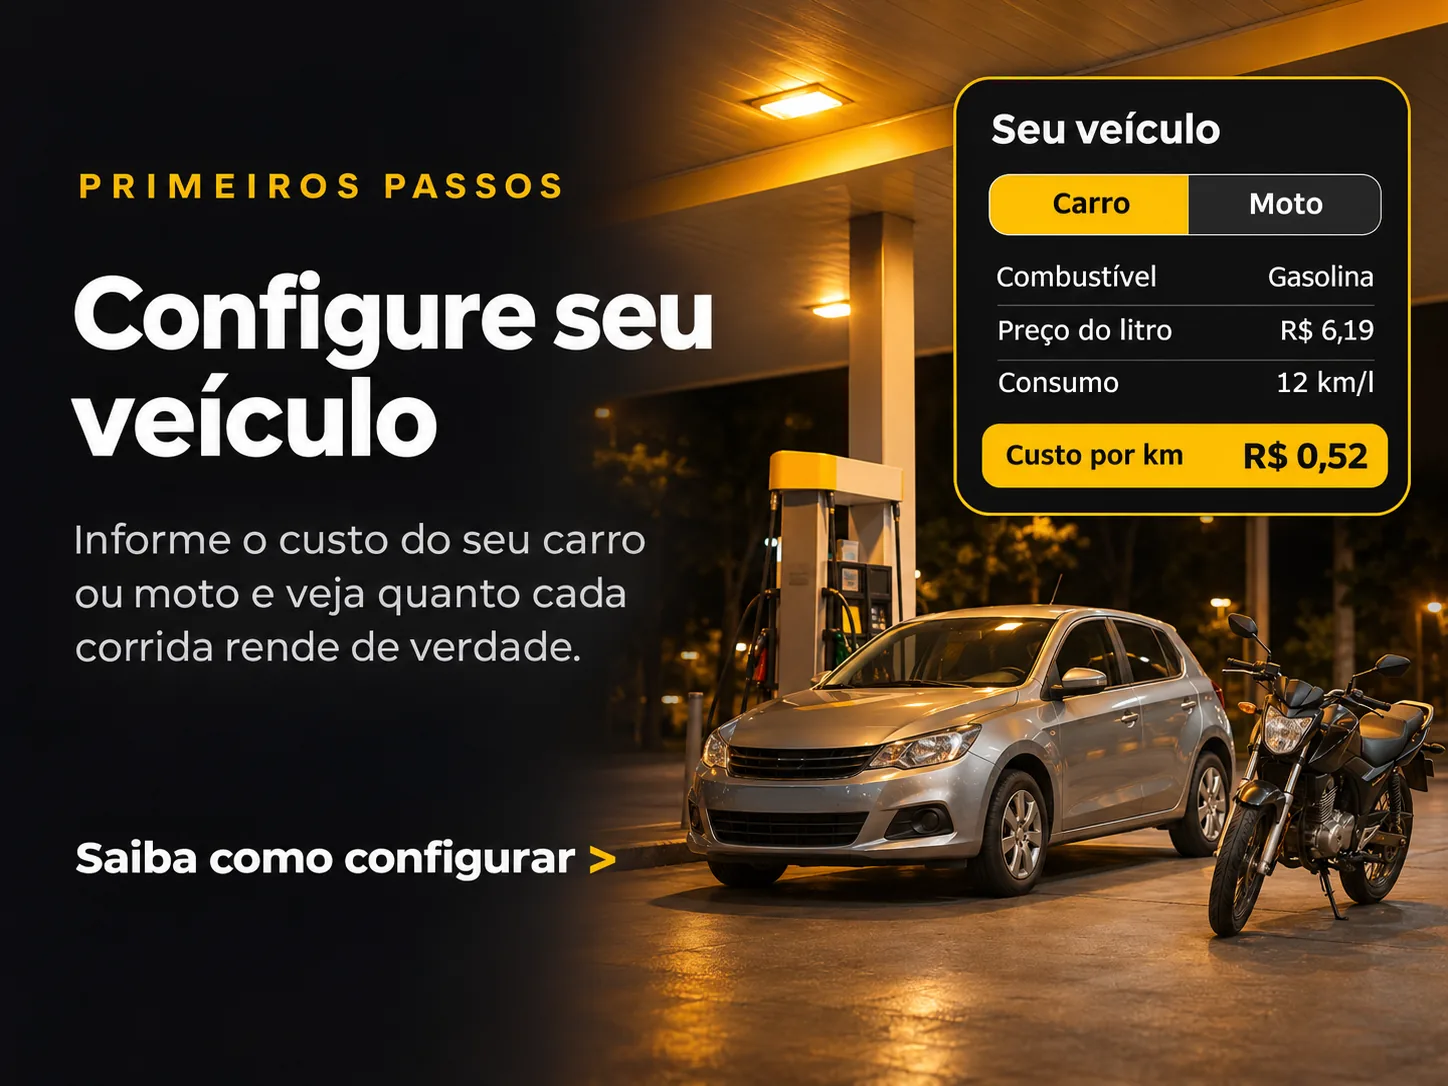 PRIMEIROS PASSOS
Configure seu
veículo
Informe o custo do seu carro
ou moto e veja quanto cada
corrida rende de verdade.
Saiba como configurar >
Seu veículo
Carro Moto
Combustível Gasolina
Preço do litro R$ 6,19
Consumo 12 km/l
Custo por km R$ 0,52